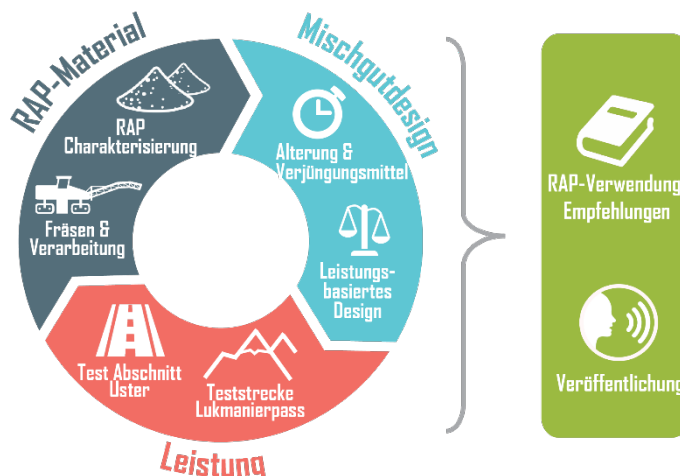 RAP-Material
RAP
Charakterisierung
Fräsen &
Verarbeitung
Mischgutdesign
Alterung &
Verjüngungsmittel
Leistungs-
basiertes
Design
Test Abschnitt
Uster
Teststrecke
Lukmanierpass
Leistung
RAP-Verwendung
Empfehlungen
Veröffentlichung